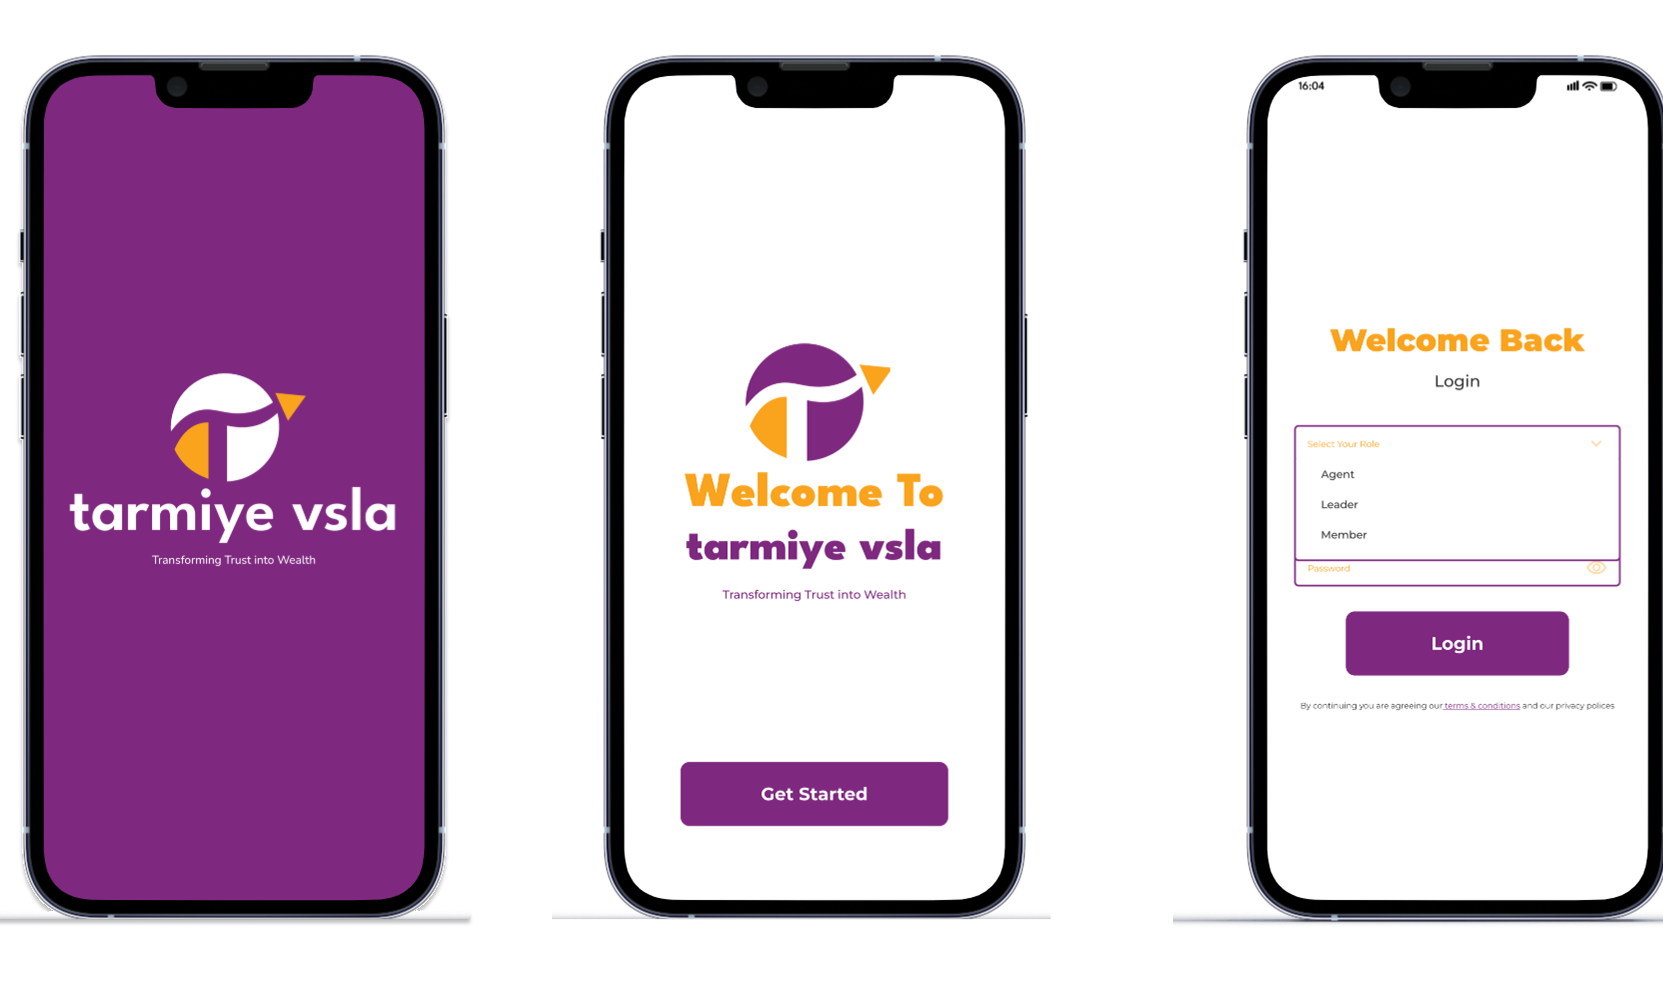 tarmiye vsla
Transforming Trust into Wealth
Welcome To
tarmiye vsla
Transforming Trust into Wealth
Get Started
16:04
Welcome Back
Login
Select Your Role
Agent
Leader
Member
Password
Login
By continuing you are agreeing our terms & conditions and our privacy polices